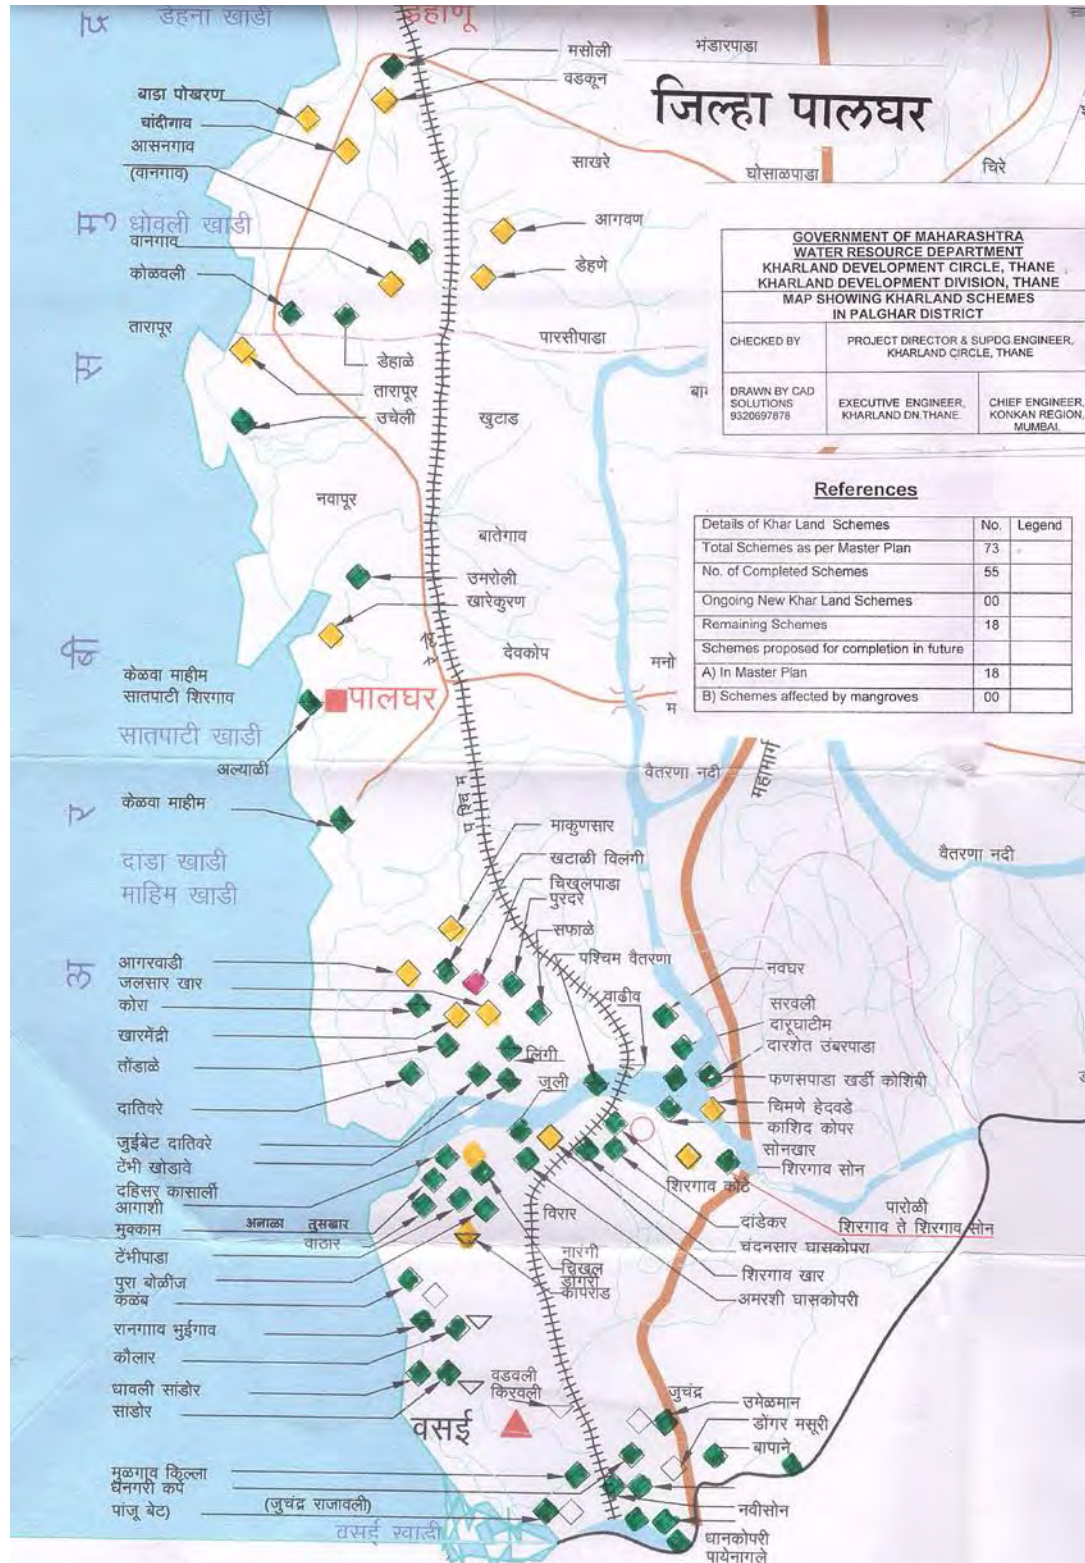 डेहना खाडी
डहाणू
मसोली
भंडारपाडा
वडकून
जिल्हा पालघर
बाडा पोखरण
चांदीगाव
आसनगाव
(वानगाव)
साखरे
घोसाळपाडा
चिरे
मु
धोवली खाडी
वानगाव
कोळवली
आगवण
डेहणे
GOVERNMENT OF MAHARASHTRA
WATER RESOURCE DEPARTMENT
KHARLAND DEVELOPMENT CIRCLE, THANE
KHARLAND DEVELOPMENT DIVISION, THANE
MAP SHOWING KHARLAND SCHEMES
IN PALGHAR DISTRICT
CHECKED BY
PROJECT DIRECTOR & SUPDG.ENGINEER,
KHARLAND CIRCLE, THANE
DRAWN BY CAD
SOLUTIONS
9320697878
EXECUTIVE ENGINEER,
KHARLAND DN.THANE.
CHIEF ENGINEER,
KONKAN REGION,
MUMBAI.
तारापूर
पारसीपाडा
डेहाळे
स
तारापूर
उचेली
खुटाड
नवापूर
बातेगाव
References
Details of Khar Land Schemes No. Legend
Total Schemes as per Master Plan 73
No. of Completed Schemes 55
Ongoing New Khar Land Schemes 00
Remaining Schemes 18
Schemes proposed for completion in future
A) In Master Plan 18
B) Schemes affected by mangroves 00
उमरोली
खारेकुरण
देवकोप
मनो
म
केळवा माहीम
सातपाटी शिरगाव
पालघर
सातपाटी खाडी
अल्याळी
वैतरणा नदी
महामार्ग
पश्चिम
केळवा माहीम
र
दाडा खाडी
माहिम खाडी
माकुणसार
खटाळी विलंगी
चिखलपाडा
पुरदरे
सफाळे
पश्चिम वैतरणा
वैतरणा नदी
अ
आगरवाडी
जलसार खार
कोरा
खारमेंद्री
तोंडाळे
दातिवरे
वाढीव
नवघर
सरवली
दारूघाटीम
दारशेत उंबरपाडा
लिंगी
जूली
फणसपाडा खर्डी कोशिंबी
चिमणे हेदवडे
काशिद कोपर
सोनखार
शिरगाव सोन
जुईबेट दातिवरे
टेंभी खोडावे
दहिसर कासार्ली
आगाशी
मुक्काम
अनाळा तुसखार
वाठार
शिरगाव कोटे
पारोळी
शिरगाव ते शिरगाव सोन
विरार
दांडेकर
चंदनसार घासकोपरा
शिरगाव खार
अमरशी घासकोपरी
टेंभीपाडा
पुरा बोळींज
कळंब
नारंगी
चिखल
डोंगरी
कोपरोड
रानगााव भुईगाव
कौलार
धावली सांडोर
सांडोर
वडवली
किरवली
वसई
जुचंद्र
उमेळमान
डोंगर मसूरी
बापाने
मूळगाव किल्ला
धनगरी कप
पांजू बेट)
(जुचंद्र राजावली)
वसई खाडी
नवीसोन
धानकोपरी
पायेनागले